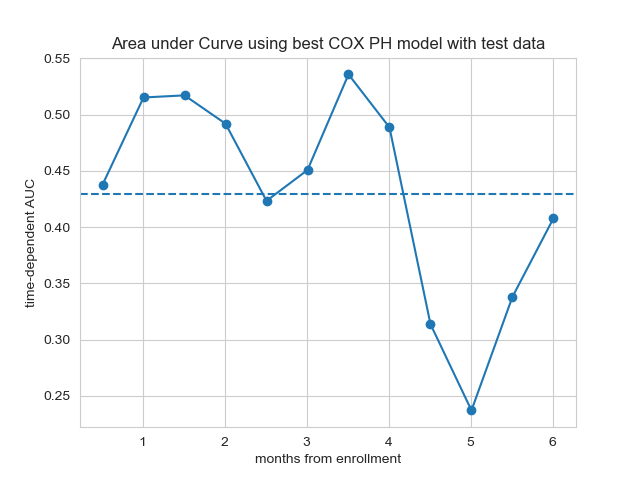 Area under Curve using best COX PH model with test data
time-dependent AUC
0.55
0.50
0.45
0.40
0.35
0.30
0.25
1 2 3 4 5 6
months from enrollment